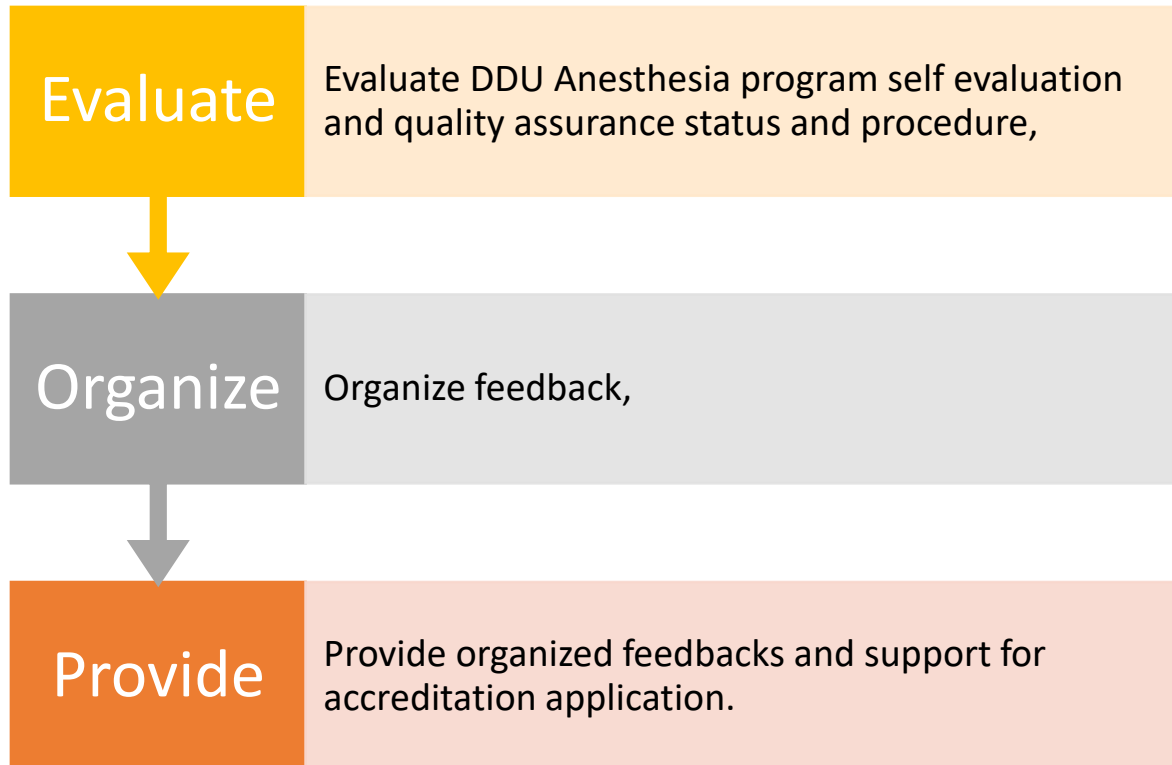 Evaluate
Evaluate DDU Anesthesia program self evaluation
and quality assurance status and procedure,
Organize
Organize feedback,
Provide
Provide organized feedbacks and support for
accreditation application.